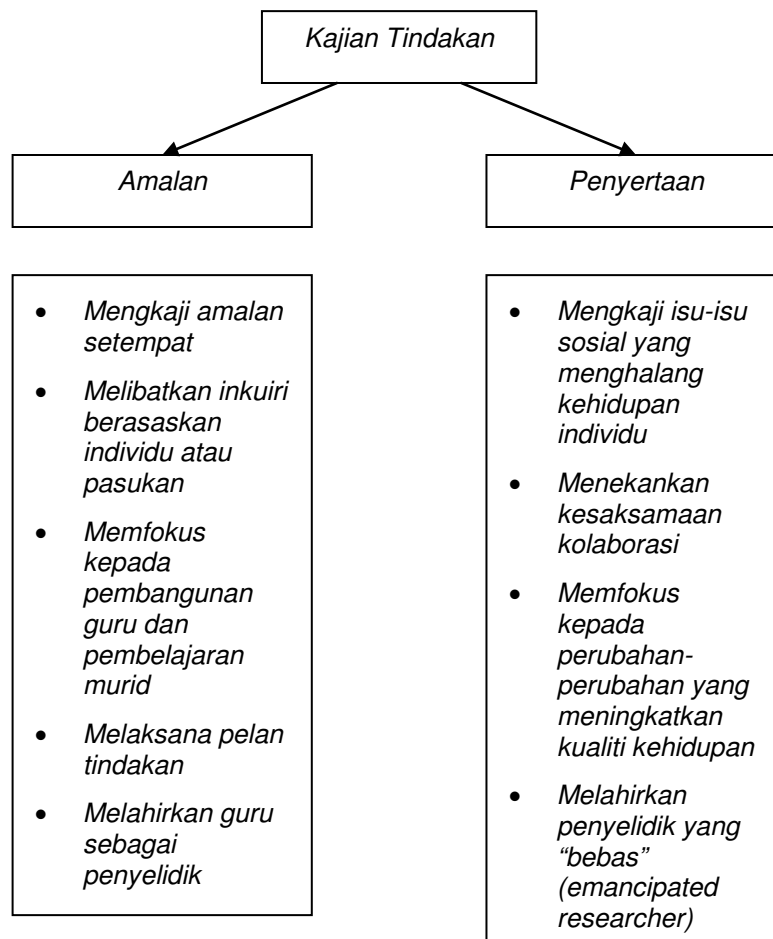 Kajian Tindakan
Amalan
Penyertaan
• Mengkaji amalan
setempat
• Melibatkan inkuiri
berasaskan
individu atau
pasukan
• Memfokus
kepada
pembangunan
guru dan
pembelajaran
murid
• Melaksana pelan
tindakan
• Melahirkan guru
sebagai
penyelidik
• Mengkaji isu-isu
sosial yang
menghalang
kehidupan
individu
• Menekankan
kesaksamaan
kolaborasi
• Memfokus
kepada
perubahan-
perubahan yang
meningkatkan
kualiti kehidupan
• Melahirkan
penyelidik yang
“bebas”
(emancipated
researcher)